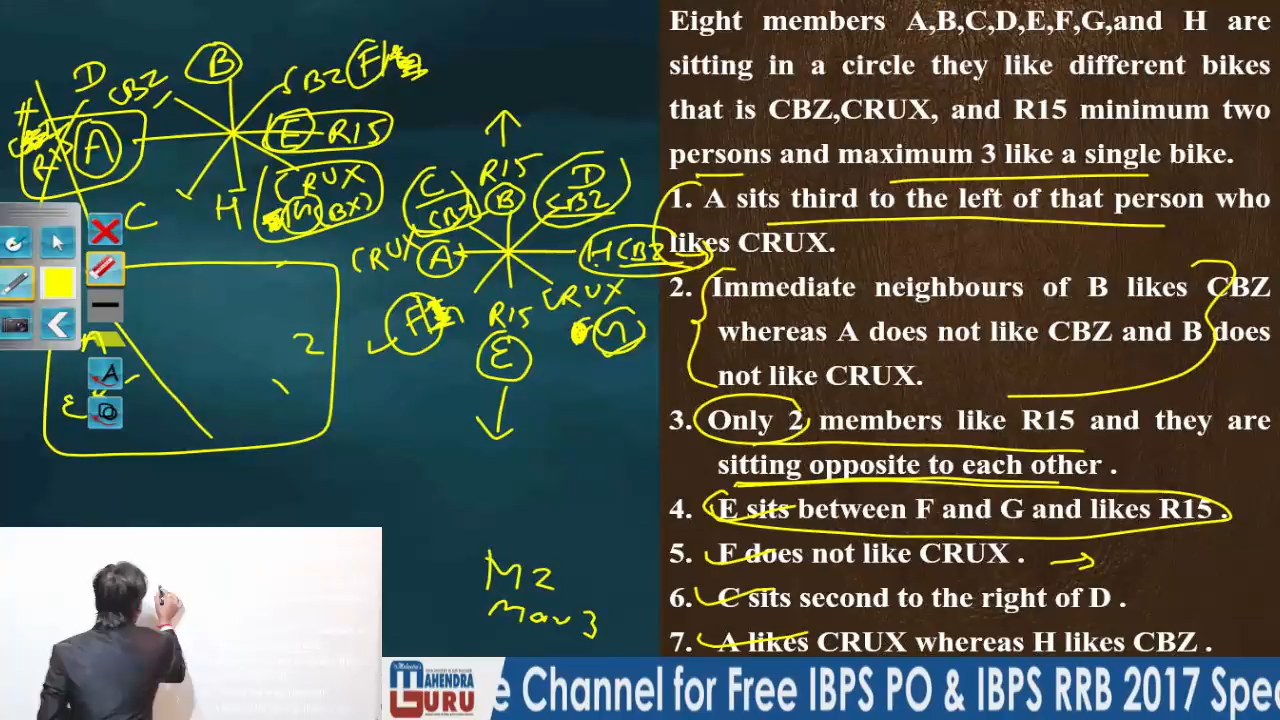 Eight members A,B,C,D,E,F,G,and H are
sitting in a circle they like different bikes
that is CBZ,CRUX, and R15 minimum two
persons and maximum 3 like a single bike.
1. A sits third to the left of that person who
likes CRUX.
2. Immediate neighbours of B likes CBZ
whereas A does not like CBZ and B does
not like CRUX.
3. Only 2 members like R15 and they are
sitting opposite to each other .
4. E sits between F and G and likes R15 .
5. F does not like CRUX .
6. C sits second to the right of D .
7. A likes CRUX whereas H likes CBZ .
B
D
CBZ
A
E R15
H
CRUX
C
R15
B
C
D
CRUX
A
H CBZ
R15
E
CRUX
G
2
M2
Max 3
MAHENDRA
GURU
e Channel for Free IBPS PO & IBPS RRB 2017 Spec